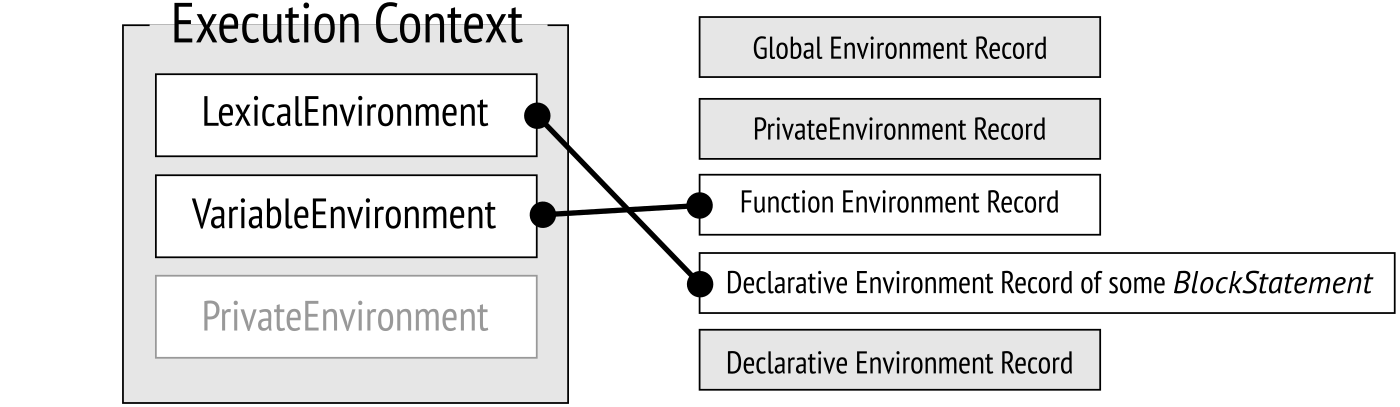 Execution Context
LexicalEnvironment
VariableEnvironment
PrivateEnvironment
Global Environment Record
PrivateEnvironment Record
Function Environment Record
Declarative Environment Record of some BlockStatement
Declarative Environment Record